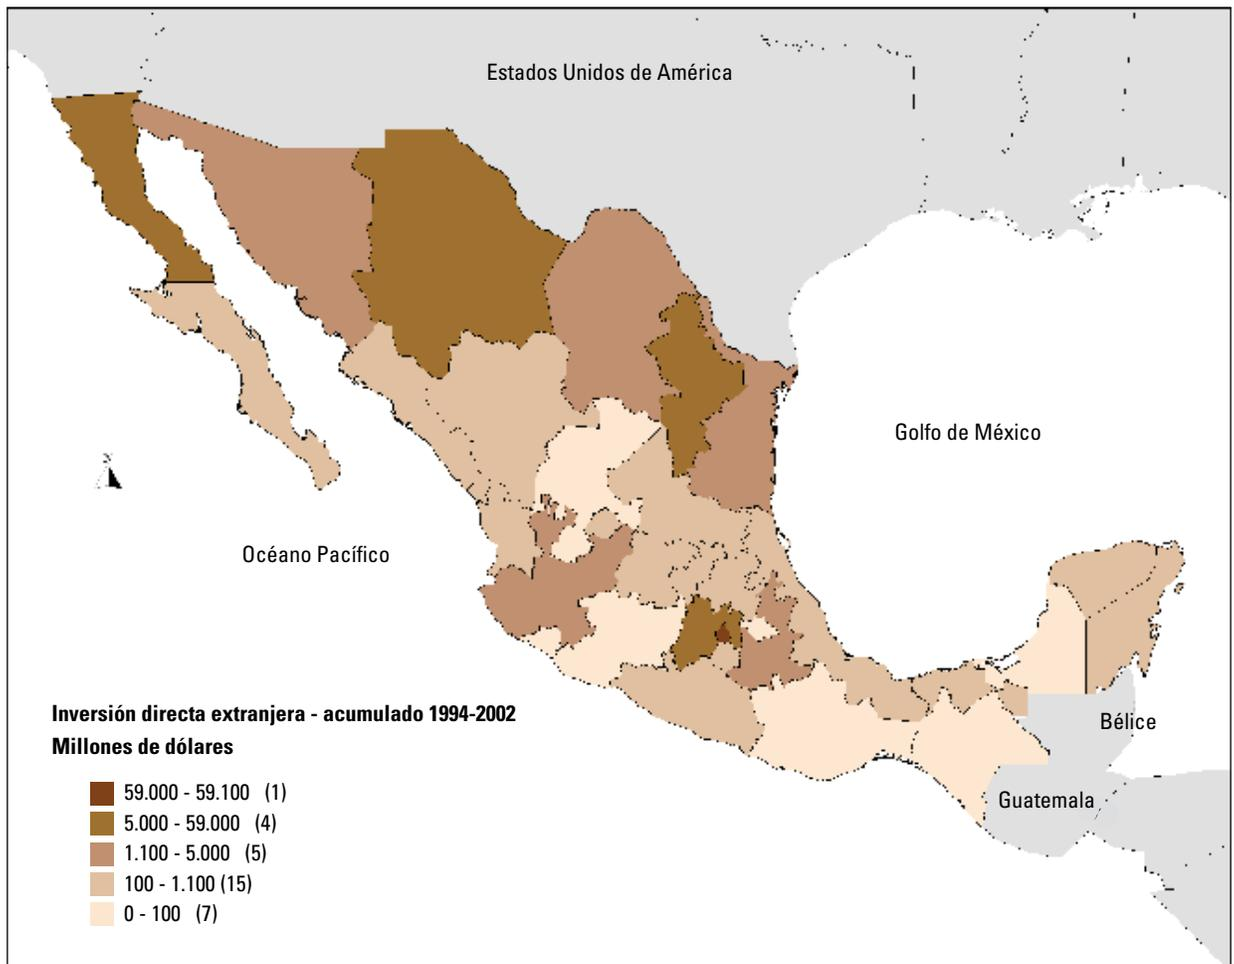 Estados Unidos de América
Golfo de México
N
Océano Pacífico
Inversión directa extranjera - acumulado 1994-2002
Millones de dólares
Bélice
59.000 - 59.100 (1)
Guatemala
5.000 - 59.000 (4)
1.100 - 5.000 (5)
100 - 1.100 (15)
0 - 100 (7)